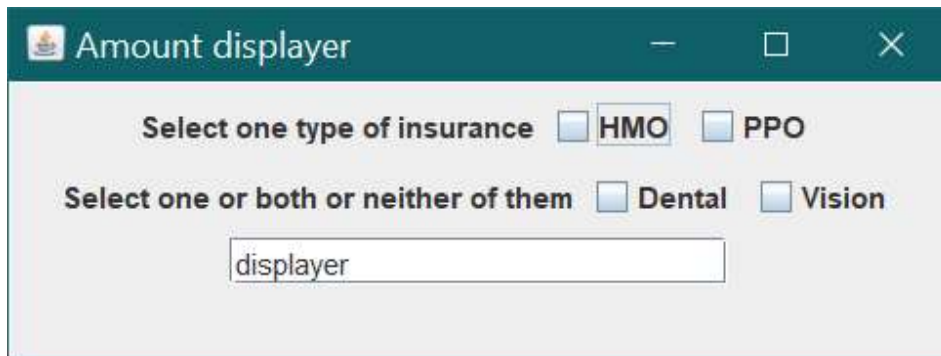 Amount displayer
Select one type of insurance HMO PPO
Select one or both or neither of them Dental Vision
displayer